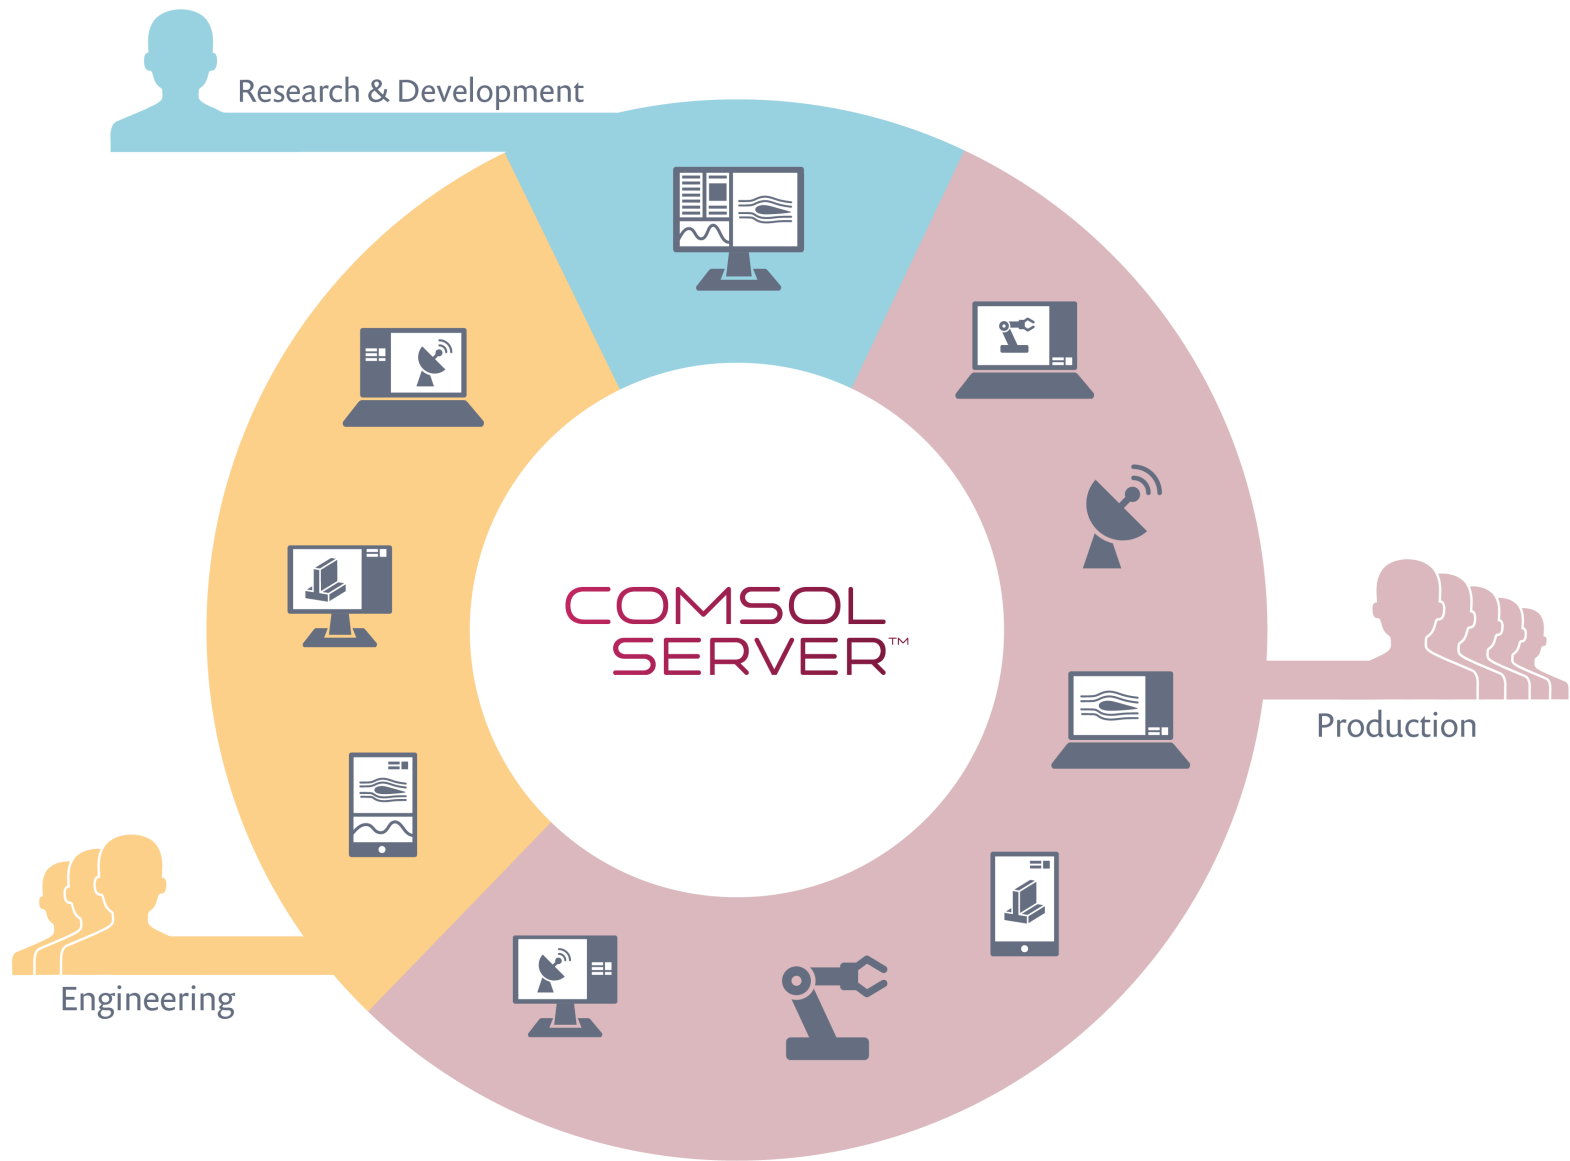 Research & Development
COMSOL
SERVER™
Production
Engineering